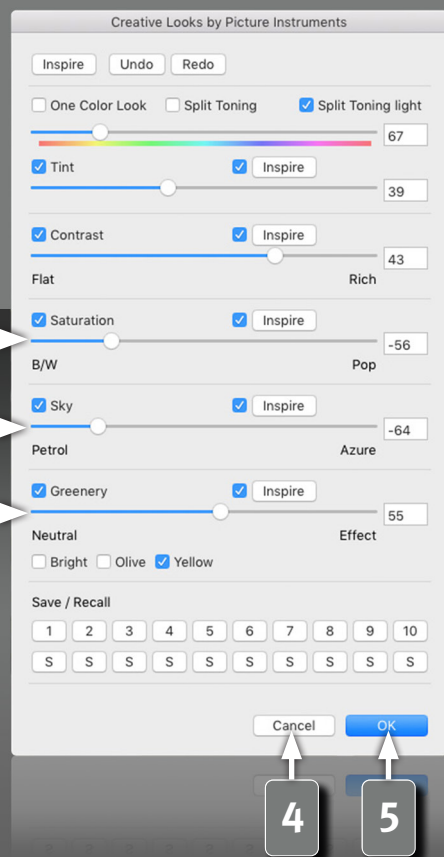 Creative Looks by Picture Instruments
Inspire Undo Redo
One Color Look Split Toning Split Toning light
67
Tint Inspire
39
Contrast Inspire
43
Flat Rich
Saturation Inspire
-56
B/W Pop
Sky Inspire
-64
Petrol Azure
Greenery Inspire
55
Neutral Effect
Bright Olive Yellow
Save / Recall
1 2 3 4 5 6 7 8 9 10
S S S S S S S S S S
Cancel OK
4 5